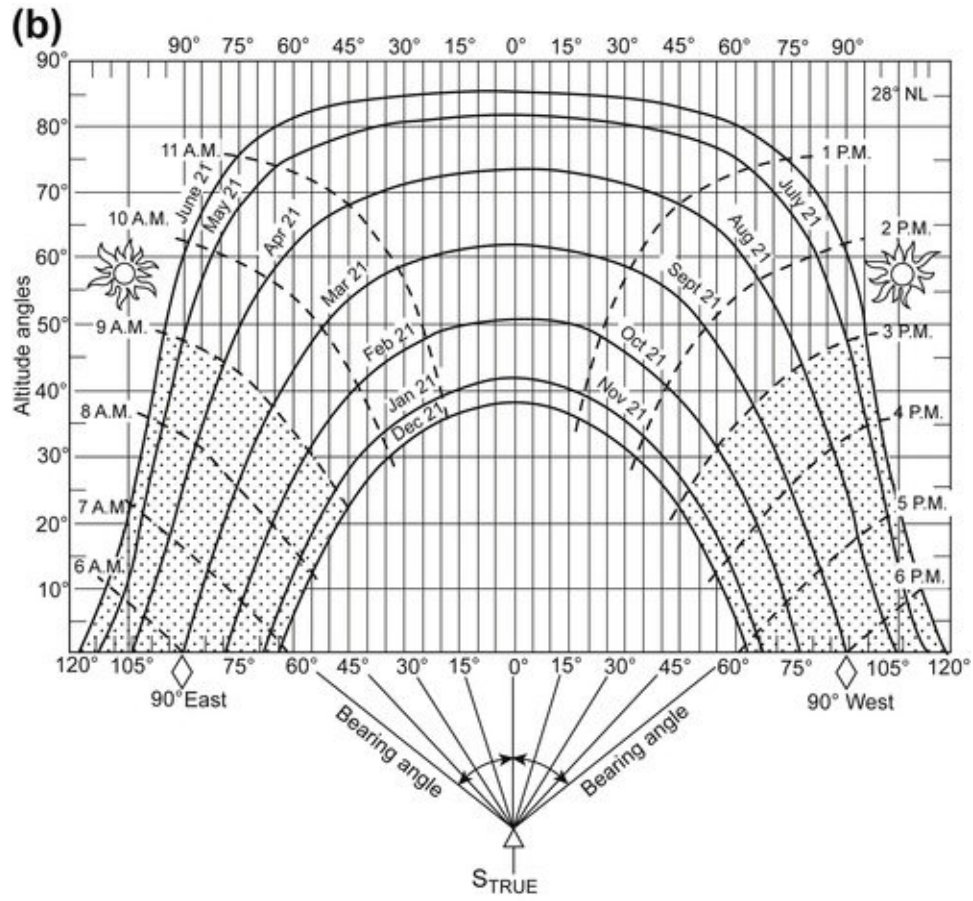 (b)
90° 75° 60° 45° 30° 15° 0° 15° 30° 45° 60° 75° 90°
90°
28° NL
80°
11 A.M.
1 P.M.
70°
June 21
May 21
July 21
10 A.M.
2 P.M.
Apr 21
Aug 21
60°
Mar 21
Sept 21
Altitude angles
50°
9 A.M.
Feb 21
Oct 21
3 P.M.
40°
Jan 21
Nov 21
8 A.M.
Dec 21
4 P.M.
30°
7 A.M.
5 P.M.
20°
6 A.M.
6 P.M.
10°
120° 105° 75° 60° 45° 30° 15° 0° 15° 30° 45° 60° 75° 105° 120°
90° East
90° West
Bearing angle
Bearing angle
STRUE